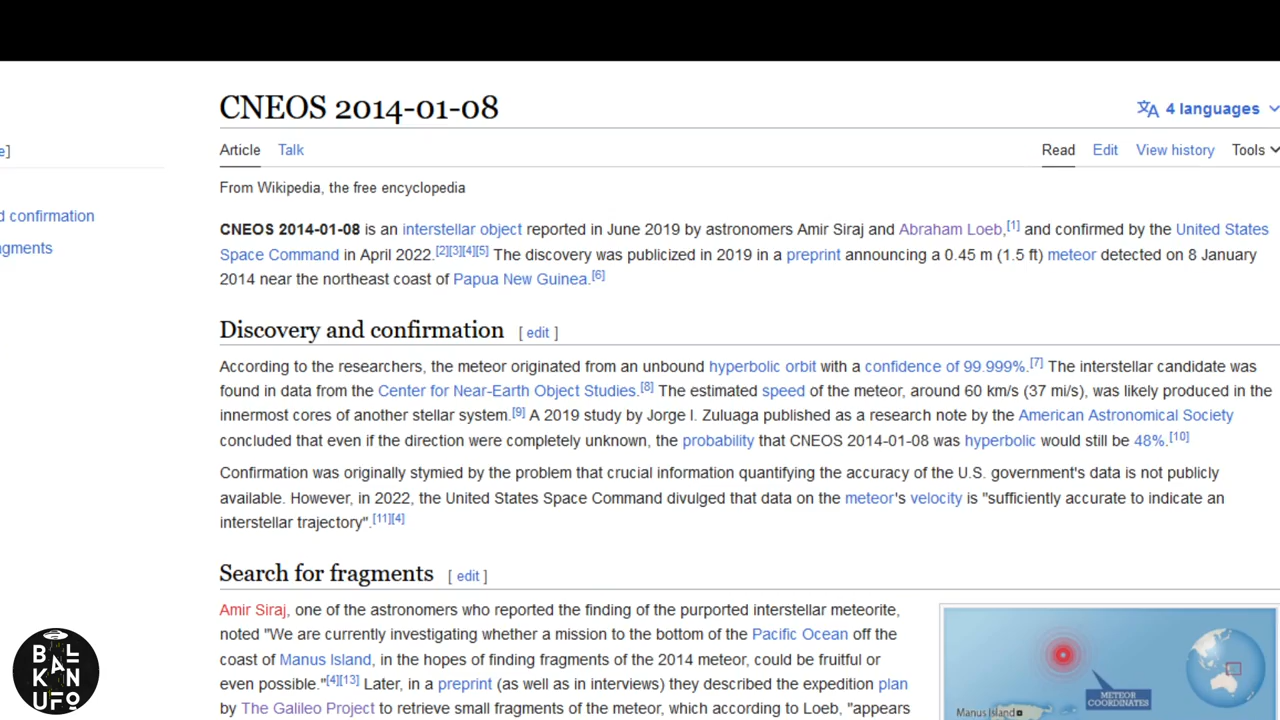 CNEOS 2014-01-08
4 languages
e]
Article Talk Read Edit View history Tools
From Wikipedia, the free encyclopedia
d confirmation
gments
CNEOS 2014-01-08 is an interstellar object reported in June 2019 by astronomers Amir Siraj and Abraham Loeb,[1] and confirmed by the United States
Space Command in April 2022.[2][3][4][5] The discovery was publicized in 2019 in a preprint announcing a 0.45 m (1.5 ft) meteor detected on 8 January
2014 near the northeast coast of Papua New Guinea.[6]
Discovery and confirmation [ edit ]
According to the researchers, the meteor originated from an unbound hyperbolic orbit with a confidence of 99.999%.[7] The interstellar candidate was
found in data from the Center for Near-Earth Object Studies.[8] The estimated speed of the meteor, around 60 km/s (37 mi/s), was likely produced in the
innermost cores of another stellar system.[9] A 2019 study by Jorge I. Zuluaga published as a research note by the American Astronomical Society
concluded that even if the direction were completely unknown, the probability that CNEOS 2014-01-08 was hyperbolic would still be 48%.[10]
Confirmation was originally stymied by the problem that crucial information quantifying the accuracy of the U.S. government's data is not publicly
available. However, in 2022, the United States Space Command divulged that data on the meteor's velocity is "sufficiently accurate to indicate an
interstellar trajectory".[11][4]
Search for fragments [ edit ]
Amir Siraj, one of the astronomers who reported the finding of the purported interstellar meteorite,
noted "We are currently investigating whether a mission to the bottom of the Pacific Ocean off the
coast of Manus Island, in the hopes of finding fragments of the 2014 meteor, could be fruitful or
even possible."[4][13] Later, in a preprint (as well as in interviews) they described the expedition plan
by The Galileo Project to retrieve small fragments of the meteor, which according to Loeb, "appears
METEOR
COORDINATES
Manus Island
BALKAN
UFO